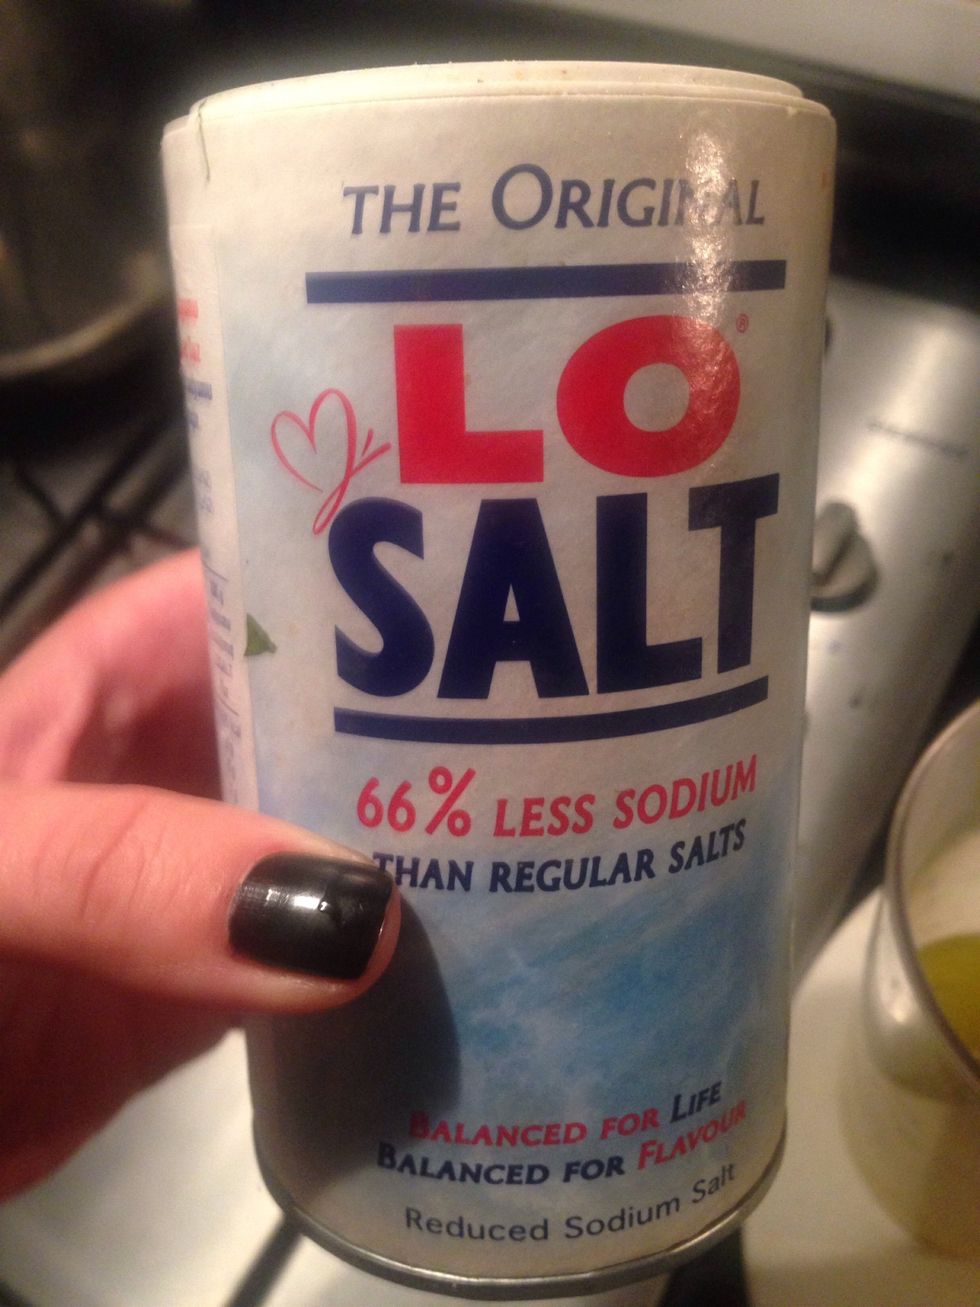 THE ORIGINAL
LO®
SALT
66% LESS SODIUM
THAN REGULAR SALTS
BALANCED FOR LIFE
BALANCED FOR FLAVOUR
Reduced Sodium Salt